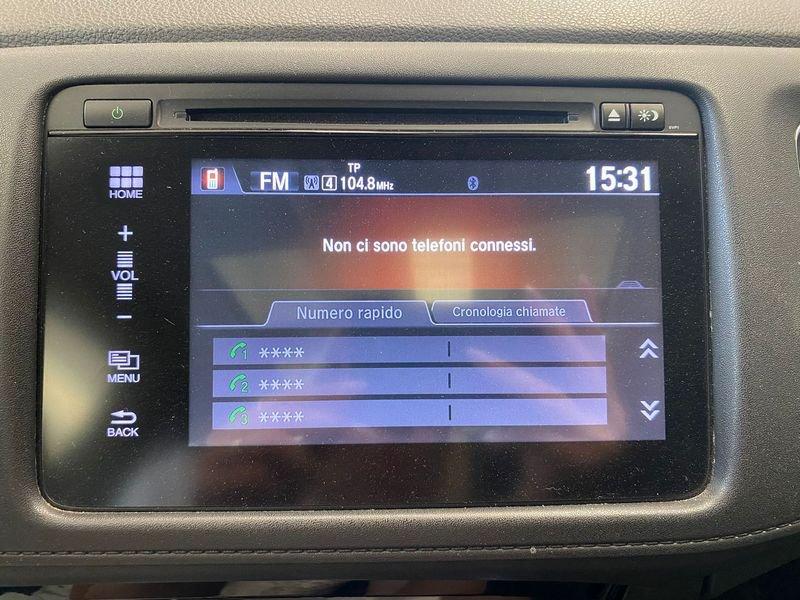 TP
FM 4 104.8MHz 15:31
HOME
Non ci sono telefoni connessi.
+
VOL
−
Numero rapido Cronologia chiamate
1 ****
2 ****
3 ****
MENU
BACK